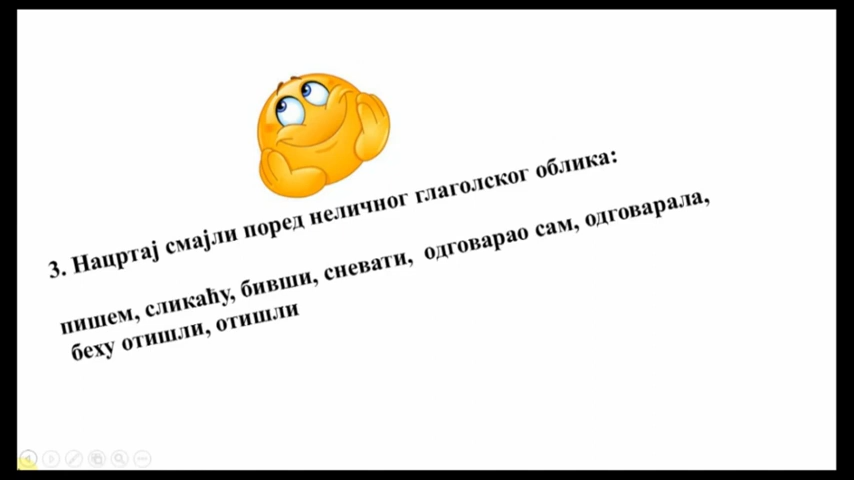 3. Нацртај смајли поред неличног глаголског облика:
пишем, сликаћу, бивши, сневати, одговарао сам, одговарала,
беху отишли, отишли